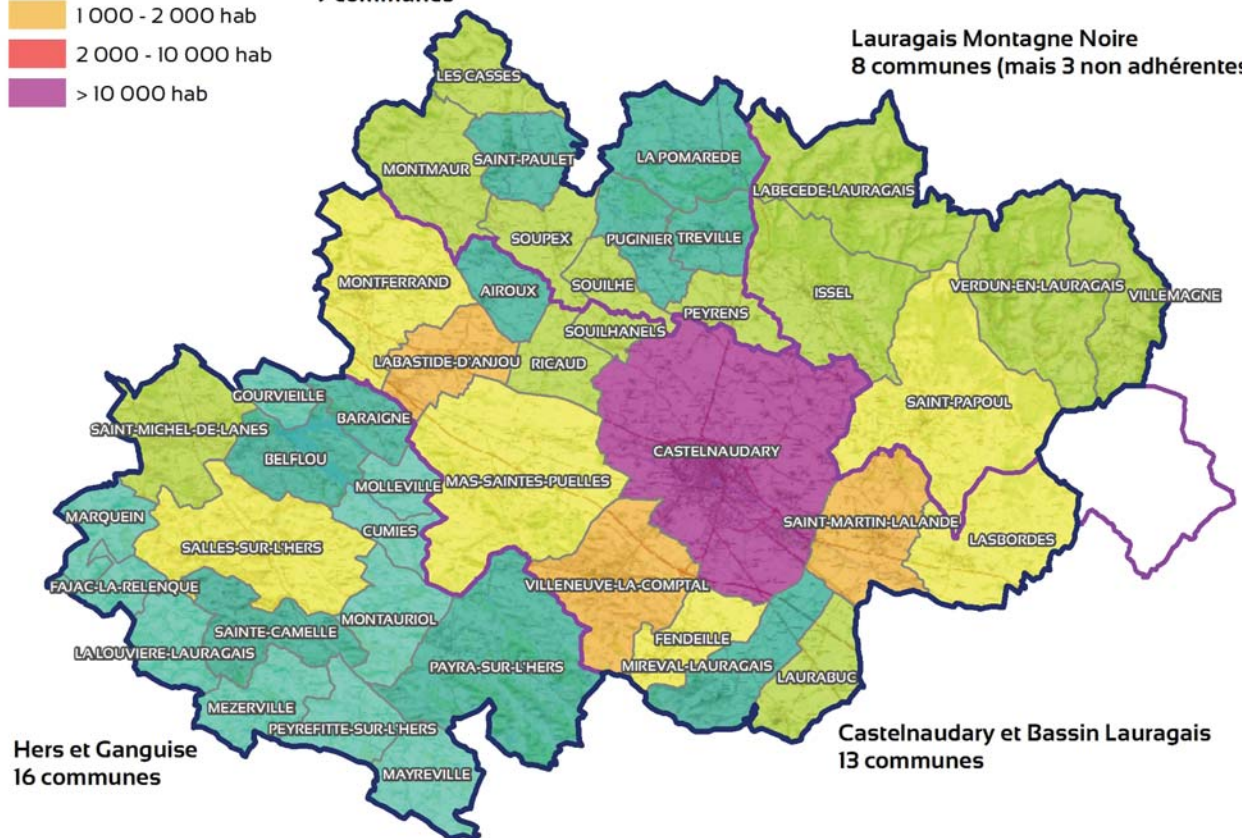 7 communes
1 000 - 2 000 hab
2 000 - 10 000 hab
> 10 000 hab
Lauragais Montagne Noire
8 communes (mais 3 non adhérentes
LES CASSES
MONTMAUR
SAINT-PAULET
LA POMAREDE
LABECEDE-LAURAGAIS
SOUPEX
PUGINIER
TREVILLE
MONTFERRAND
AIROUX
SOUILHE
ISSEL
VERDUN-EN-LAURAGAIS
VILLEMAGNE
PEYRENS
SOUILHANELS
LABASTIDE-D'ANJOU
RICAUD
GOURVIEILLE
SAINT-PAPOUL
BARAIGNE
SAINT-MICHEL-DE-LANES
CASTELNAUDARY
BELFLOU
MOLLEVILLE
MAS-SAINTES-PUELLES
MARQUEIN
CUMIES
SAINT-MARTIN-LALANDE
LASBORDES
SALLES-SUR-L'HERS
FAJAC-LA-RELENQUE
VILLENEUVE-LA-COMPTAL
MONTAURIOL
SAINTE-CAMELLE
FENDEILLE
LA LOUVIERE-LAURAGAIS
PAYRA-SUR-L'HERS
MIREVAL-LAURAGAIS
LAURABUC
MEZERVILLE
PEYREFITTE-SUR-L'HERS
MAYREVILLE
Hers et Ganguise
16 communes
Castelnaudary et Bassin Lauragais
13 communes